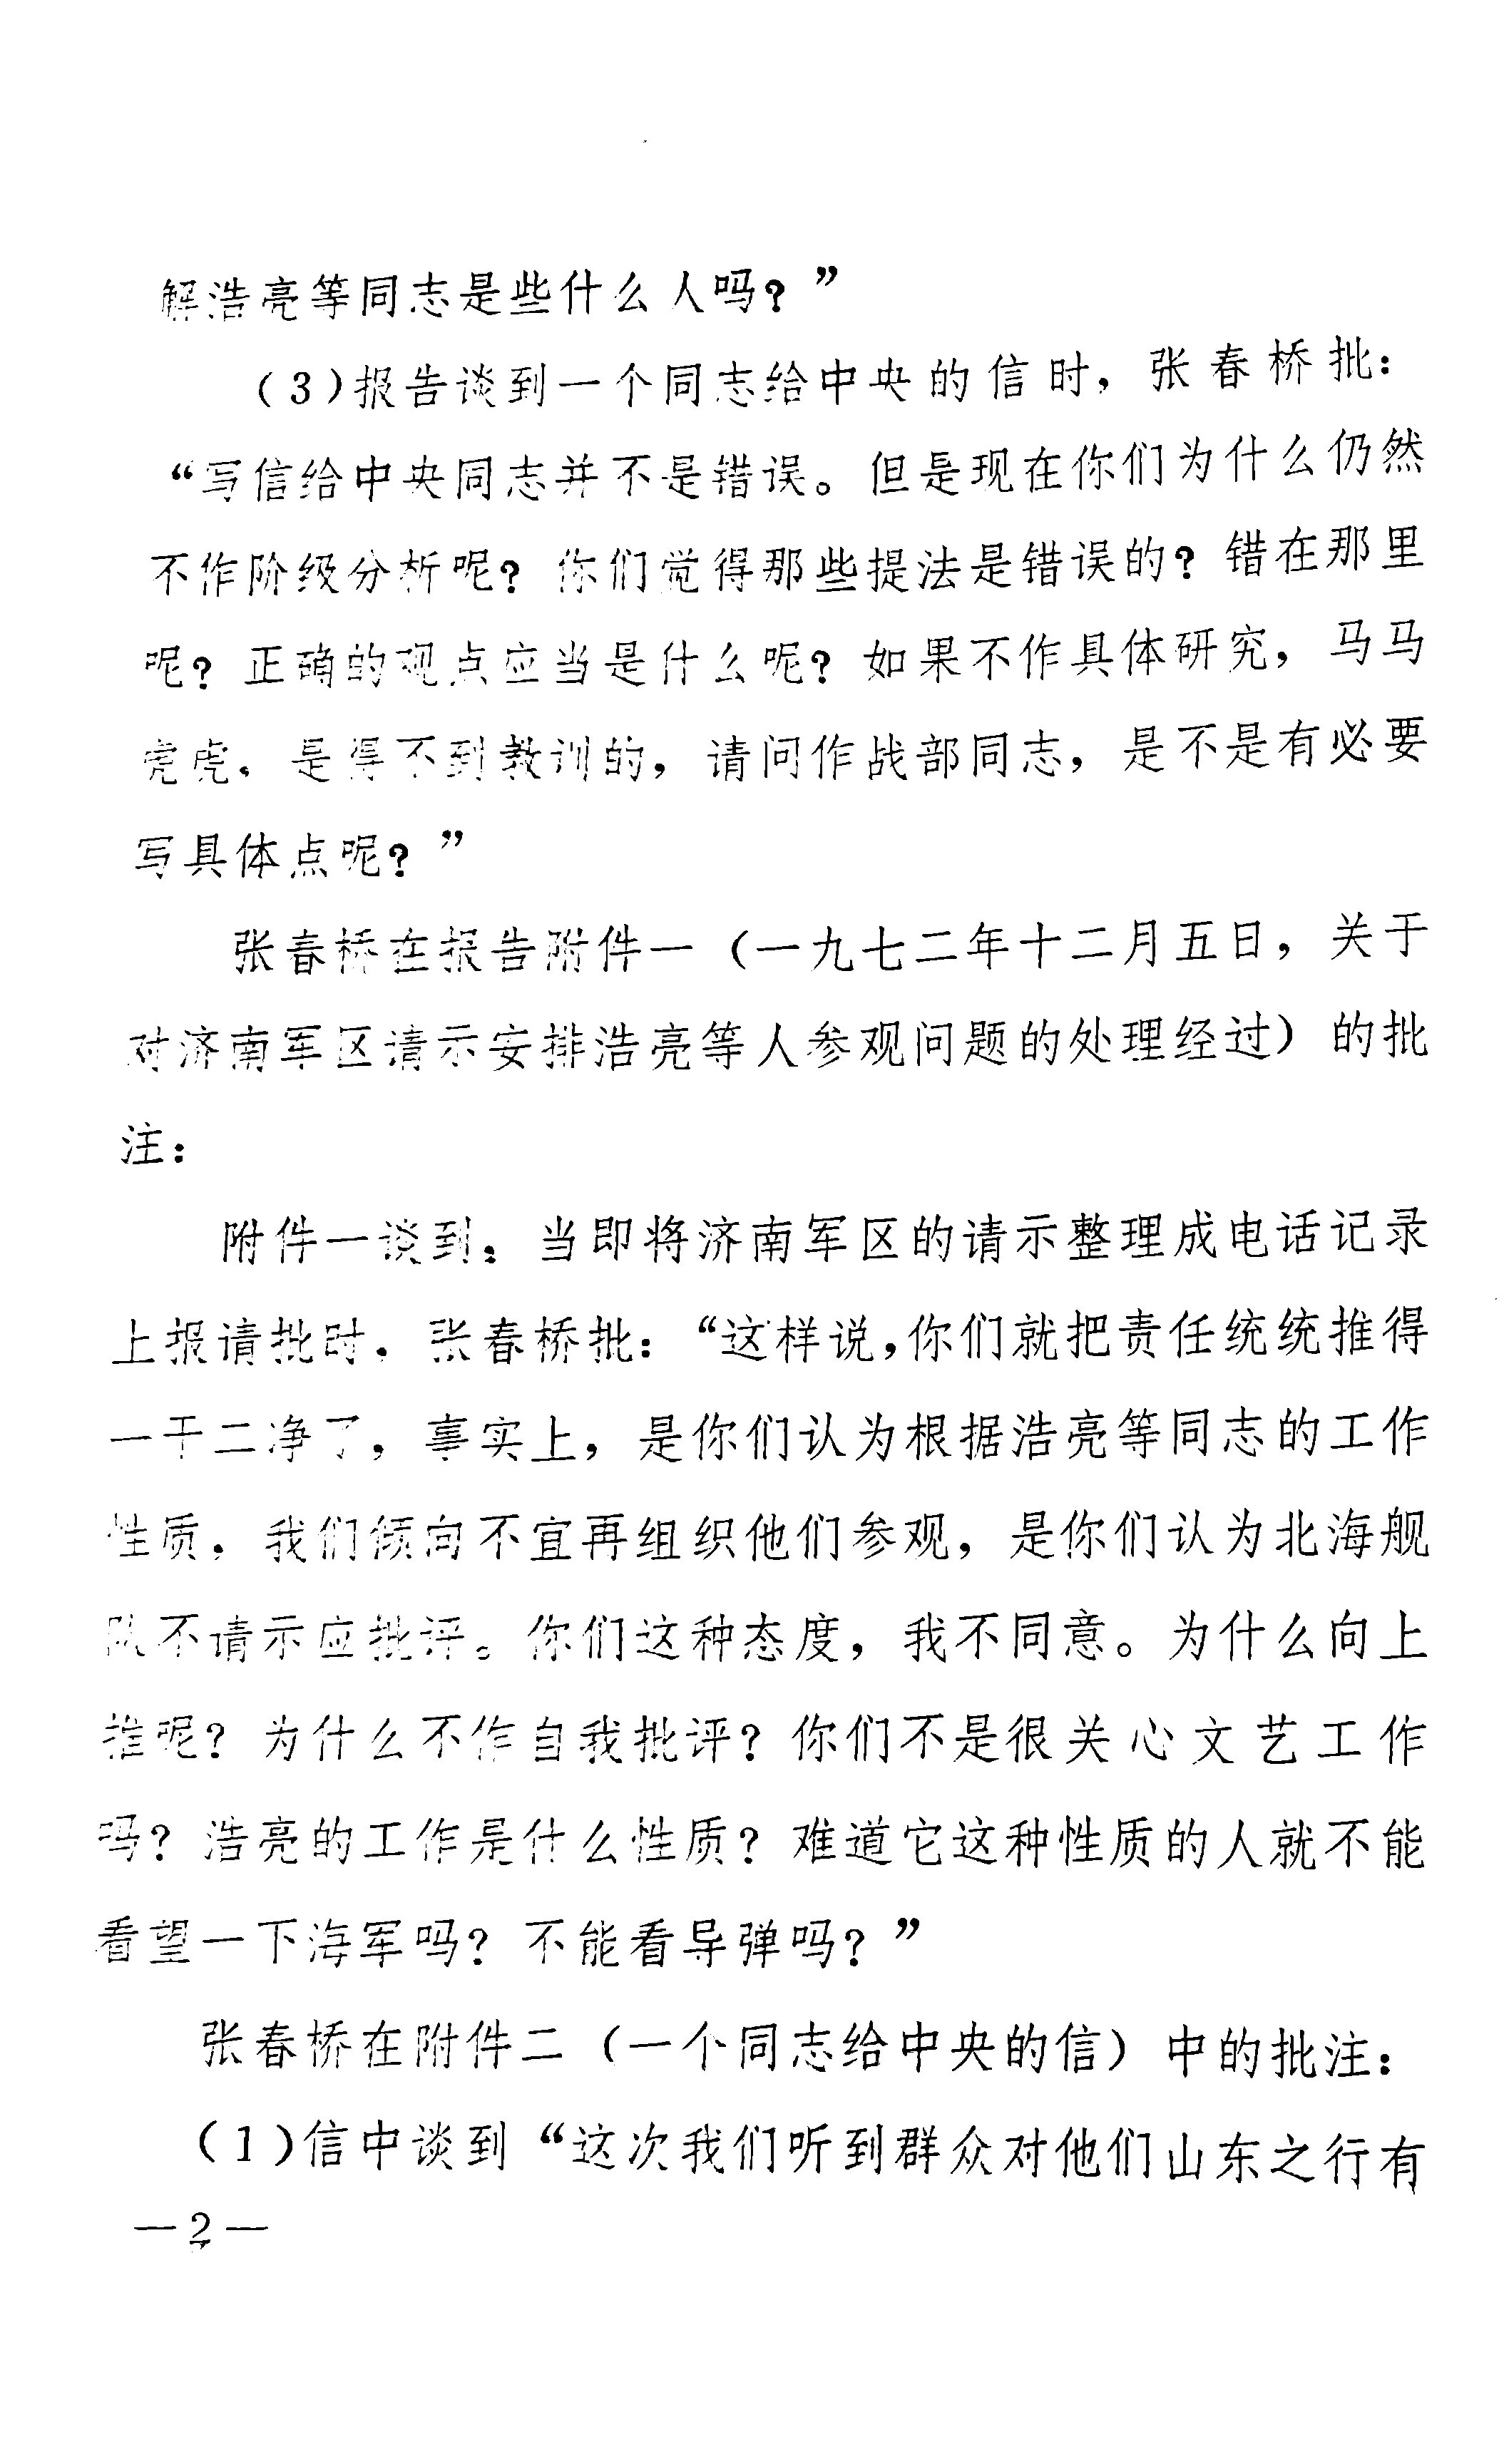 解浩亮等同志是些什么人吗？”
（3）报告谈到一个同志给中央的信时，张春桥批：
“写信给中央同志并不是错误。但是现在你们为什么仍然
不作阶级分析呢？你们觉得那些提法是错误的？错在那里
呢？正确的观点应当是什么呢？如果不作具体研究，马马
虎虎，是得不到教训的，请问作战部同志，是不是有必要
写具体点呢？”
张春桥在报告附件一（一九七二年十二月五日，关于
对济南军区请示安排浩亮等人参观问题的处理经过）的批
注：
附件一谈到：当即将济南军区的请示整理成电话记录
上报请批时，张春桥批：“这样说，你们就把责任统统推得
一干二净了，事实上，是你们认为根据浩亮等同志的工作
性质，我们倾向不宜再组织他们参观，是你们认为北海舰
队不请示应批评。你们这种态度，我不同意。为什么向上
推呢？为什么不作自我批评？你们不是很关心文艺工作
吗？浩亮的工作是什么性质？难道它这种性质的人就不能
看望一下海军吗？不能看导弹吗？”
张春桥在附件二（一个同志给中央的信）中的批注：
（1）信中谈到“这次我们听到群众对他们山东之行有
—2—